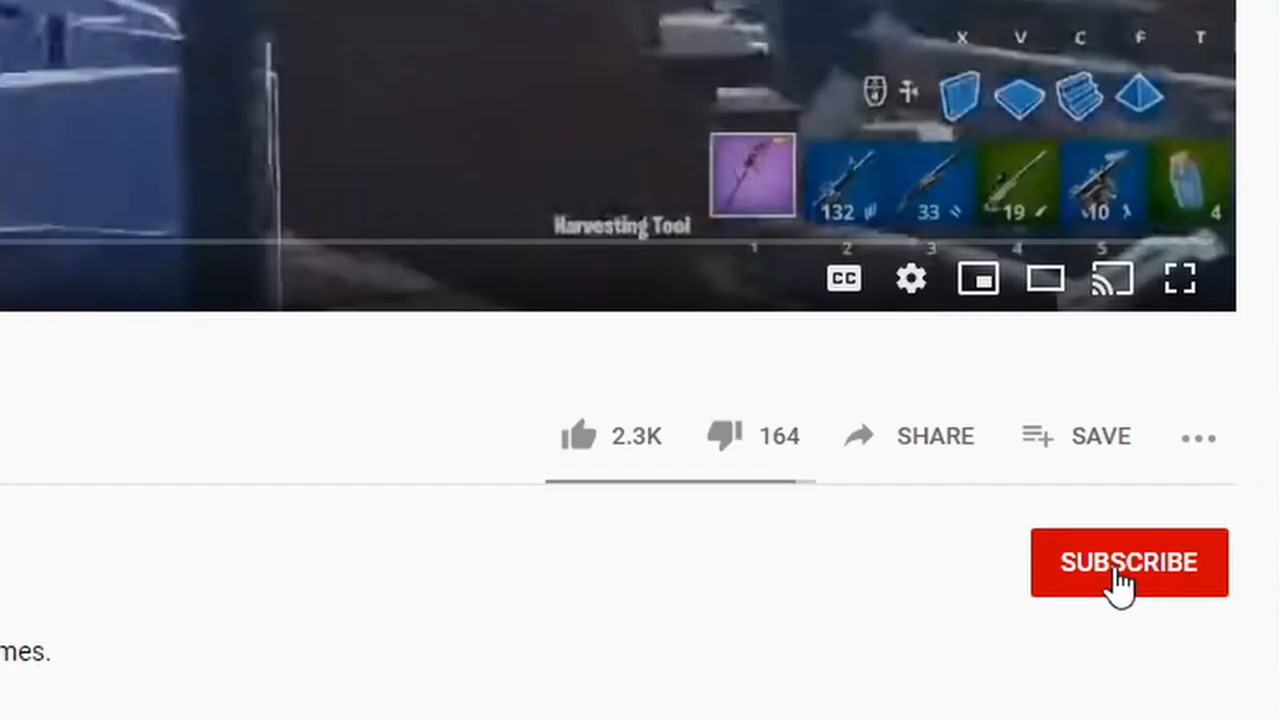 X V C F T
132 33 19 10 4
Harvesting Tool
1 2 3 4 5
CC
2.3K 164 SHARE SAVE
SUBSCRIBE
mes.